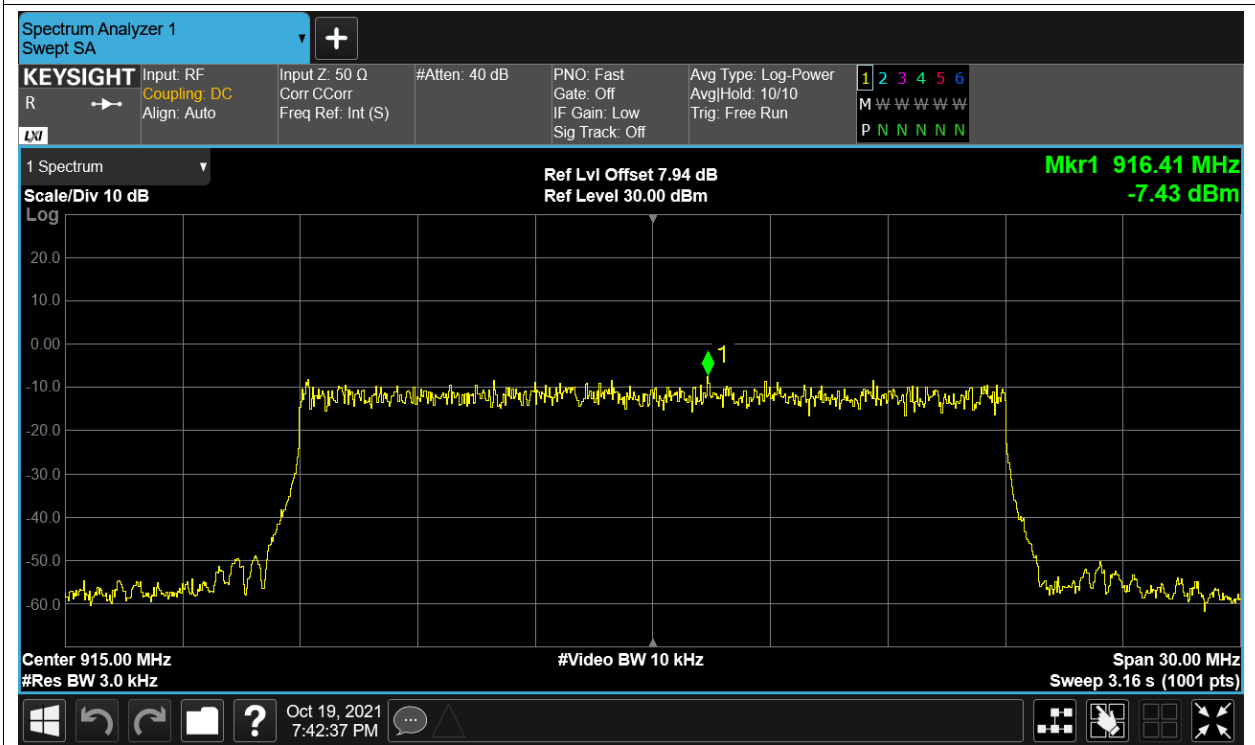 Spectrum Analyzer 1
Swept SA
KEYSIGHT
R
LXI
Input: RF
Coupling: DC
Align: Auto
Input Z: 50 Ω
Corr CCorr
Freq Ref: Int (S)
#Atten: 40 dB
PNO: Fast
Gate: Off
IF Gain: Low
Sig Track: Off
Avg Type: Log-Power
Avg|Hold: 10/10
Trig: Free Run
1 2 3 4 5 6
M W W W W W
P N N N N N
1 Spectrum
Scale/Div 10 dB
Log
Ref Lvl Offset 7.94 dB
Ref Level 30.00 dBm
Mkr1 916.41 MHz
-7.43 dBm
20.0
10.0
0.00
-10.0
-20.0
-30.0
-40.0
-50.0
-60.0
1
Center 915.00 MHz
#Res BW 3.0 kHz
#Video BW 10 kHz
Span 30.00 MHz
Sweep 3.16 s (1001 pts)
?
Oct 19, 2021
7:42:37 PM